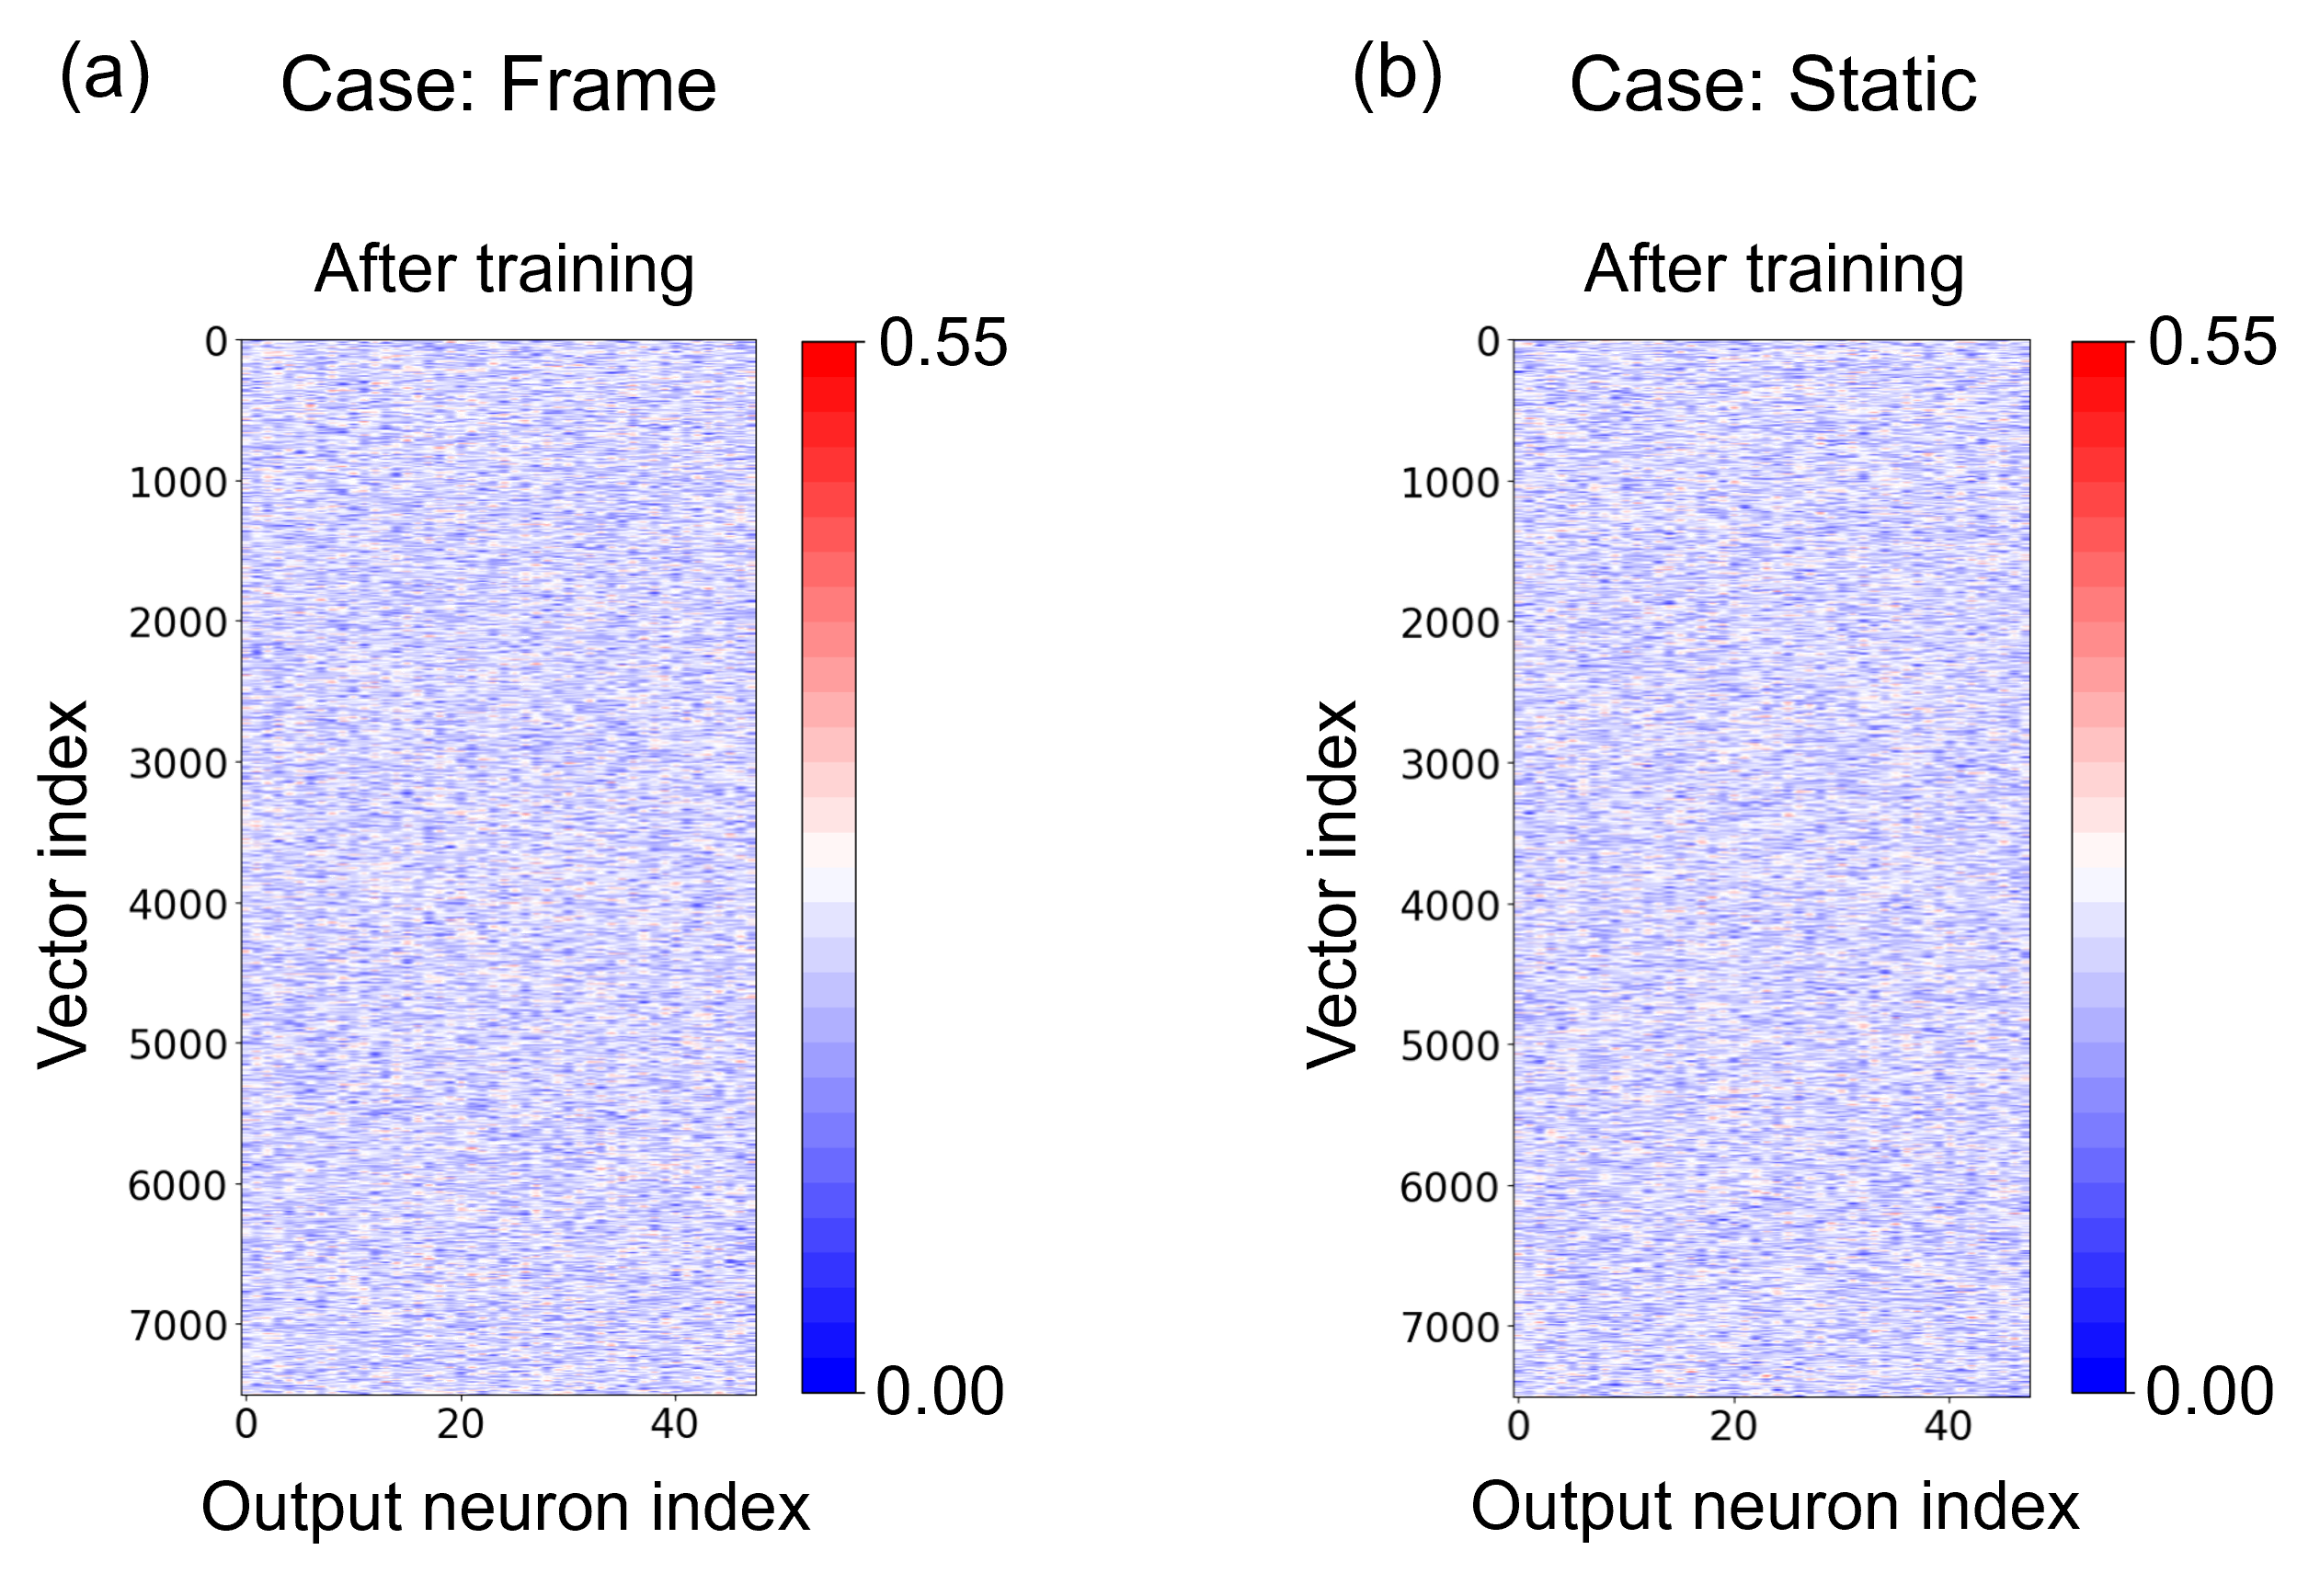 (a) Case: Frame
After training
0.55
0
1000
2000
3000
4000
5000
6000
7000
Vector index
0.00
0 20 40
Output neuron index
(b) Case: Static
After training
0.55
0
1000
2000
3000
4000
5000
6000
7000
Vector index
0.00
0 20 40
Output neuron index